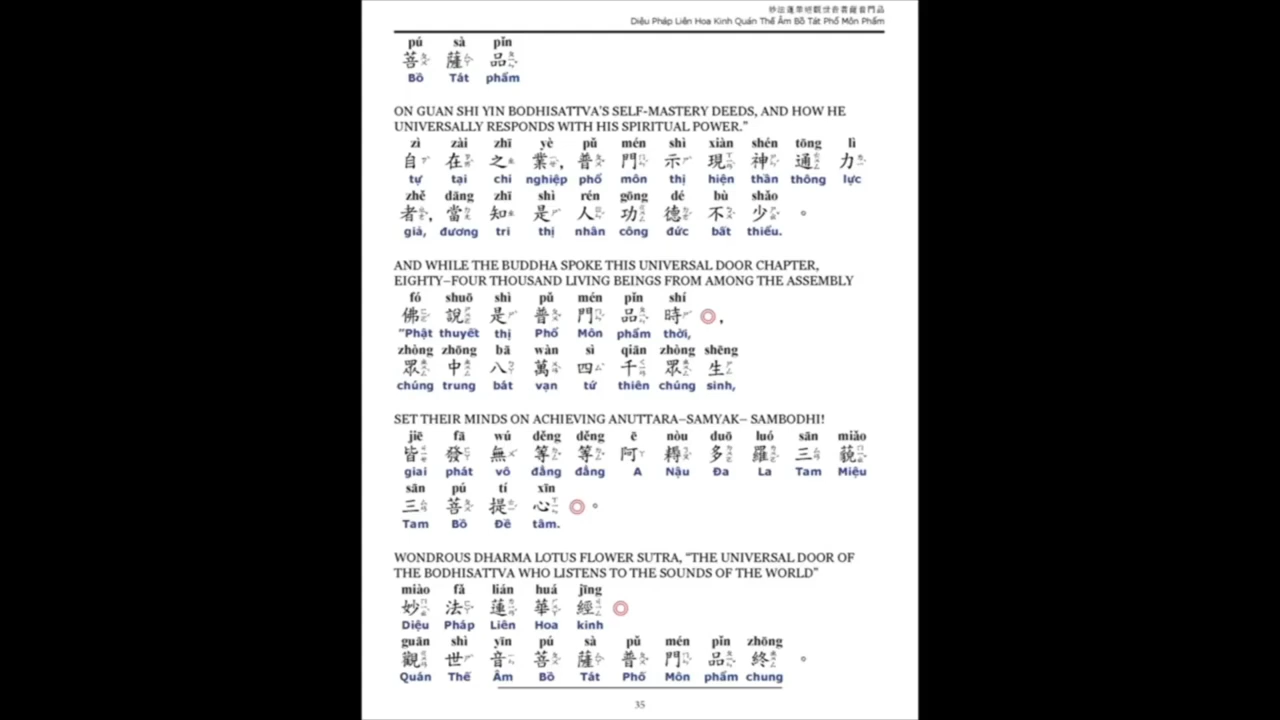 妙法蓮華經觀世音菩薩普門品
Diệu Pháp Liên Hoa Kinh Quán Thế Âm Bồ Tát Phổ Môn Phẩm
pú sà pǐn
菩 薩 品
Bồ Tát phẩm
ON GUAN SHI YIN BODHISATTVA'S SELF-MASTERY DEEDS, AND HOW HE
UNIVERSALLY RESPONDS WITH HIS SPIRITUAL POWER."
zì zài zhī yè pǔ mén shì xiàn shén tōng lì
自 在 之 業, 普 門 示 現 神 通 力
tự tại chi nghiệp phổ môn thị hiện thần thông lực
zhě dāng zhī shì rén gōng dé bù shǎo
者, 當 知 是 人 功 德 不 少 。
giả, đương tri thị nhân công đức bất thiểu.
AND WHILE THE BUDDHA SPOKE THIS UNIVERSAL DOOR CHAPTER,
EIGHTY–FOUR THOUSAND LIVING BEINGS FROM AMONG THE ASSEMBLY
fó shuō shì pǔ mén pǐn shí
佛 說 是 普 門 品 時 ◎,
"Phật thuyết thị Phổ Môn phẩm thời,
zhòng zhōng bā wàn sì qiān zhòng shēng
眾 中 八 萬 四 千 眾 生
chúng trung bát vạn tứ thiên chúng sinh,
SET THEIR MINDS ON ACHIEVING ANUTTARA–SAMYAK– SAMBODHI!
jiē fā wú děng děng ē nòu duō luó sān miǎo
皆 發 無 等 等 阿 耨 多 羅 三 藐
giai phát vô đẳng đẳng A Nậu Đa La Tam Miệu
sān pú tí xīn
三 菩 提 心 ◎ 。
Tam Bồ Đề tâm.
WONDROUS DHARMA LOTUS FLOWER SUTRA, "THE UNIVERSAL DOOR OF
THE BODHISATTVA WHO LISTENS TO THE SOUNDS OF THE WORLD"
miào fǎ lián huá jīng
妙 法 蓮 華 經 ◎
Diệu Pháp Liên Hoa kinh
guān shì yīn pú sà pǔ mén pǐn zhōng
觀 世 音 菩 薩 普 門 品 終 。
Quán Thế Âm Bồ Tát Phổ Môn phẩm chung
35